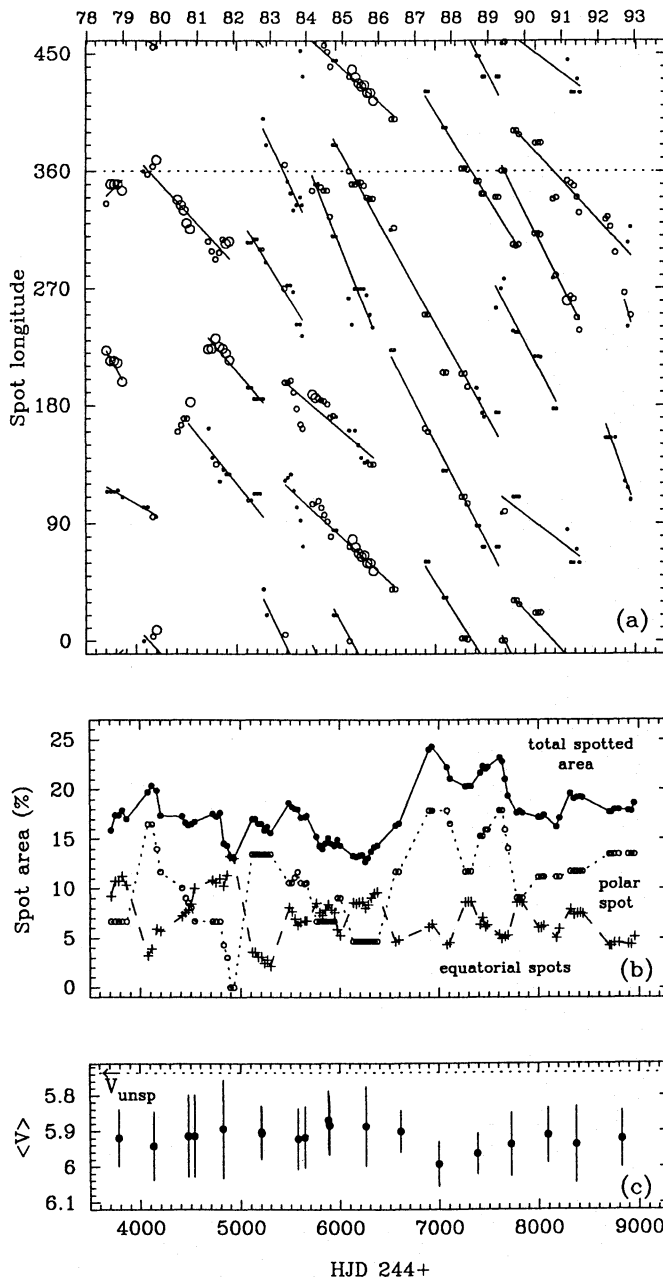 78 79 80 81 82 83 84 85 86 87 88 89 90 91 92 93
450
360
270
180
90
0
Spot longitude
(a)
25
20
15
10
5
0
Spot area (%)
total spotted
area
polar
spot
equatorial spots
(b)
5.8
5.9
6
6.1
<V>
V unsp
(c)
4000 5000 6000 7000 8000 9000
HJD 244+